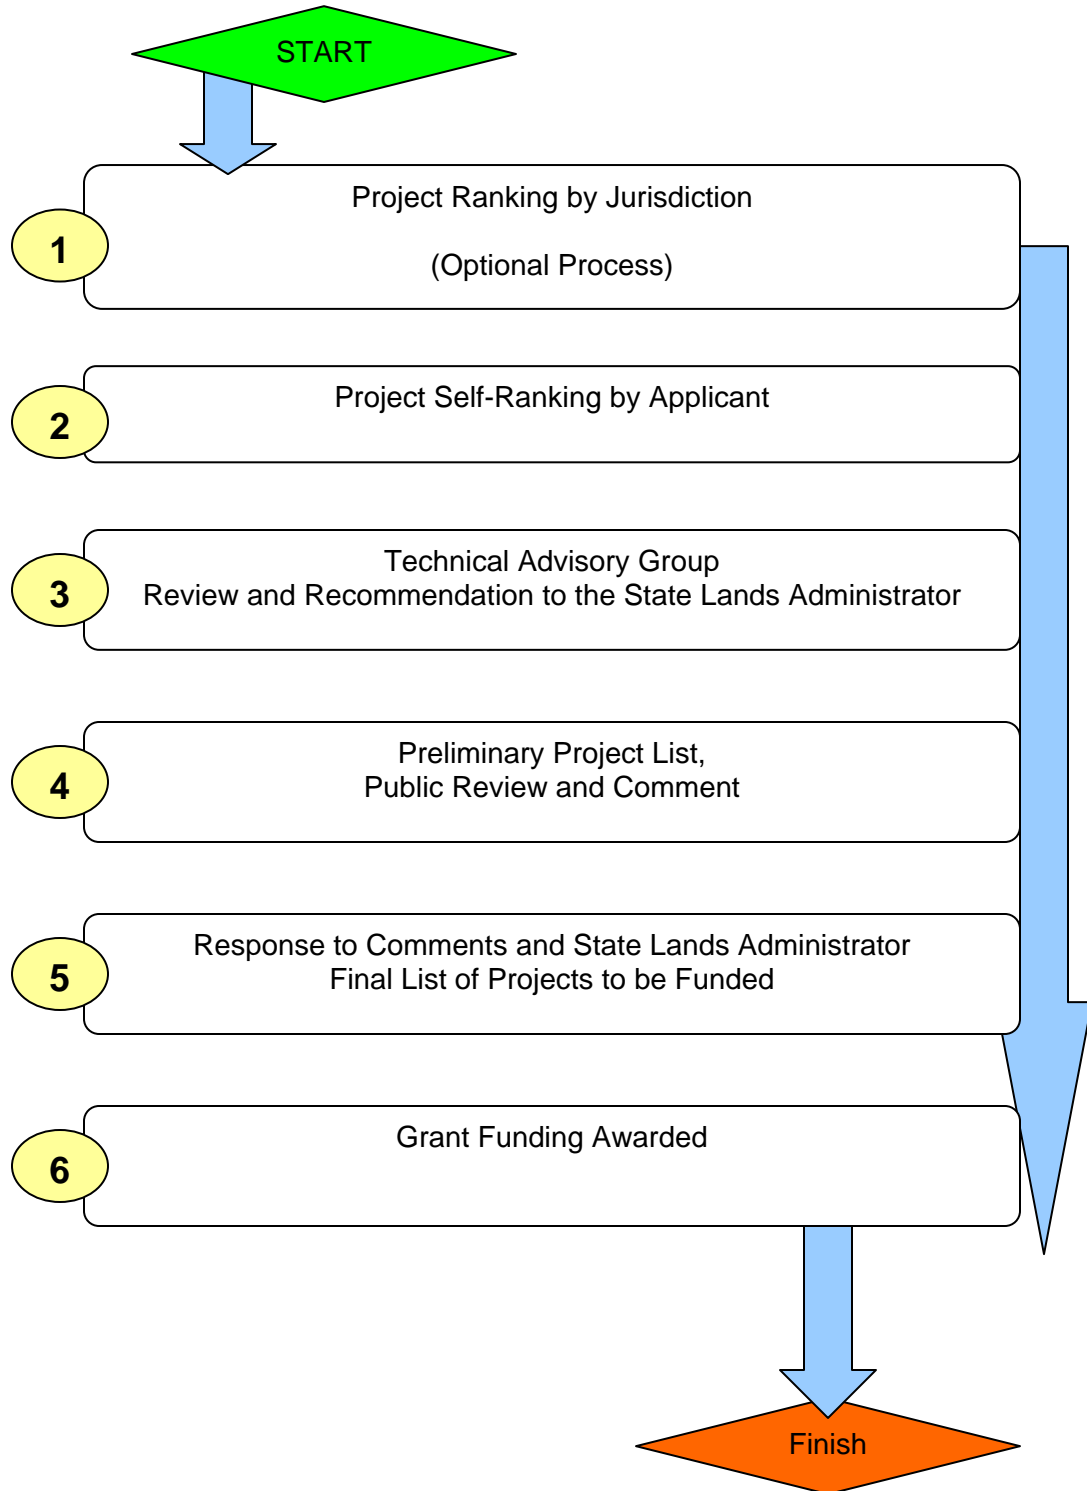 START
1
Project Ranking by Jurisdiction
(Optional Process)
2
Project Self-Ranking by Applicant
3
Technical Advisory Group
Review and Recommendation to the State Lands Administrator
4
Preliminary Project List,
Public Review and Comment
5
Response to Comments and State Lands Administrator
Final List of Projects to be Funded
6
Grant Funding Awarded
Finish